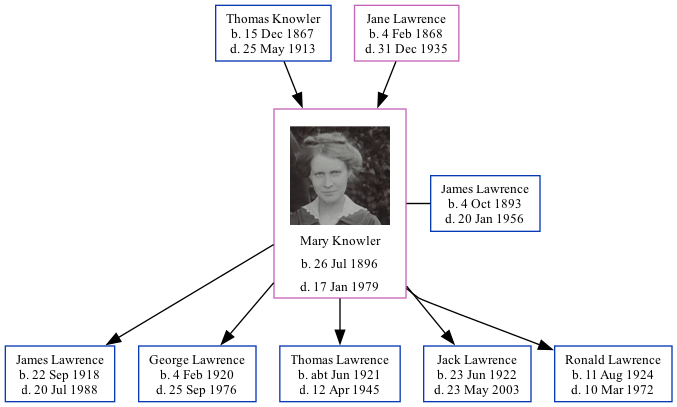 Thomas Knowler
b. 15 Dec 1867
d. 25 May 1913
Jane Lawrence
b. 4 Feb 1868
d. 31 Dec 1935
Mary Knowler
b. 26 Jul 1896
d. 17 Jan 1979
James Lawrence
b. 4 Oct 1893
d. 20 Jan 1956
James Lawrence
b. 22 Sep 1918
d. 20 Jul 1988
George Lawrence
b. 4 Feb 1920
d. 25 Sep 1976
Thomas Lawrence
b. abt Jun 1921
d. 12 Apr 1945
Jack Lawrence
b. 23 Jun 1922
d. 23 May 2003
Ronald Lawrence
b. 11 Aug 1924
d. 10 Mar 1972